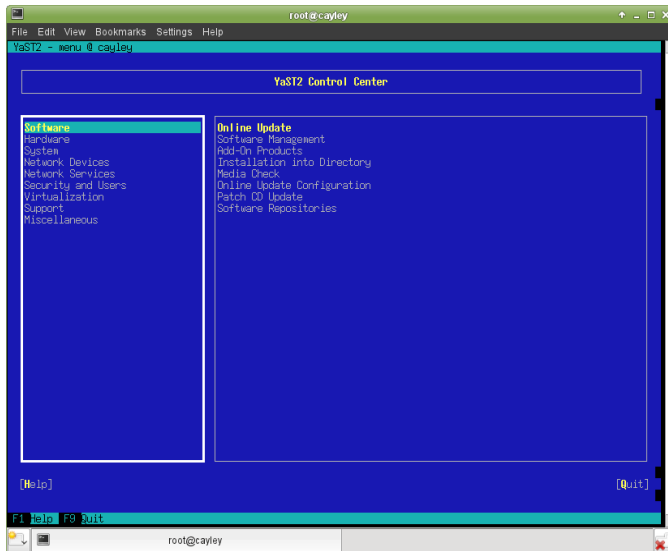 root@cayley
File Edit View Bookmarks Settings Help
YaST2 - menu @ cayley
YaST2 Control Center
Software
Hardware
System
Network Devices
Network Services
Security and Users
Virtualization
Support
Miscellaneous
Online Update
Software Management
Add-On Products
Installation into Directory
Media Check
Online Update Configuration
Patch CD Update
Software Repositories
[Help] [Quit]
F1 Help F9 Quit
root@cayley